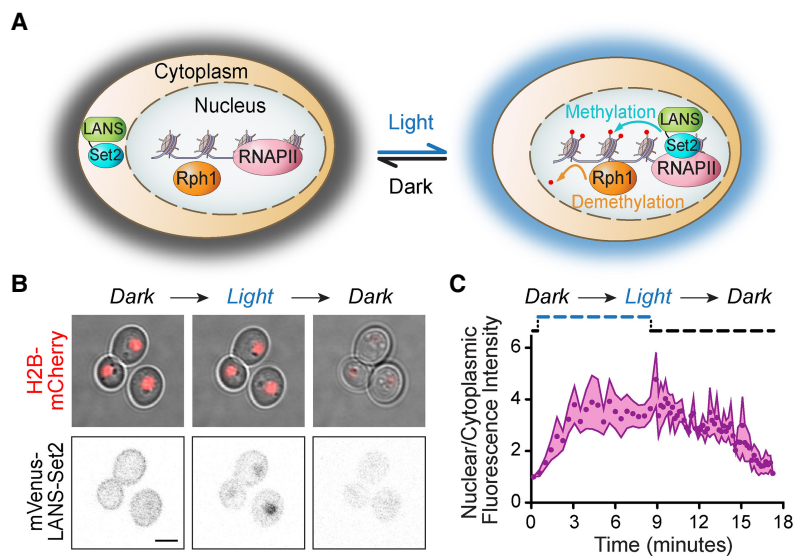 A
Cytoplasm
Nucleus
LANS
Set2
Rph1
RNAPII
Light
Dark
Methylation
LANS
Set2
RNAPII
Rph1
Demethylation
B
Dark → Light → Dark
H2B-
mCherry
mVenus-
LANS-Set2
C
Dark → Light → Dark
Nuclear/Cytoplasmic
Fluorescence Intensity
6
4
2
0
0 3 6 9 12 15 18
Time (minutes)